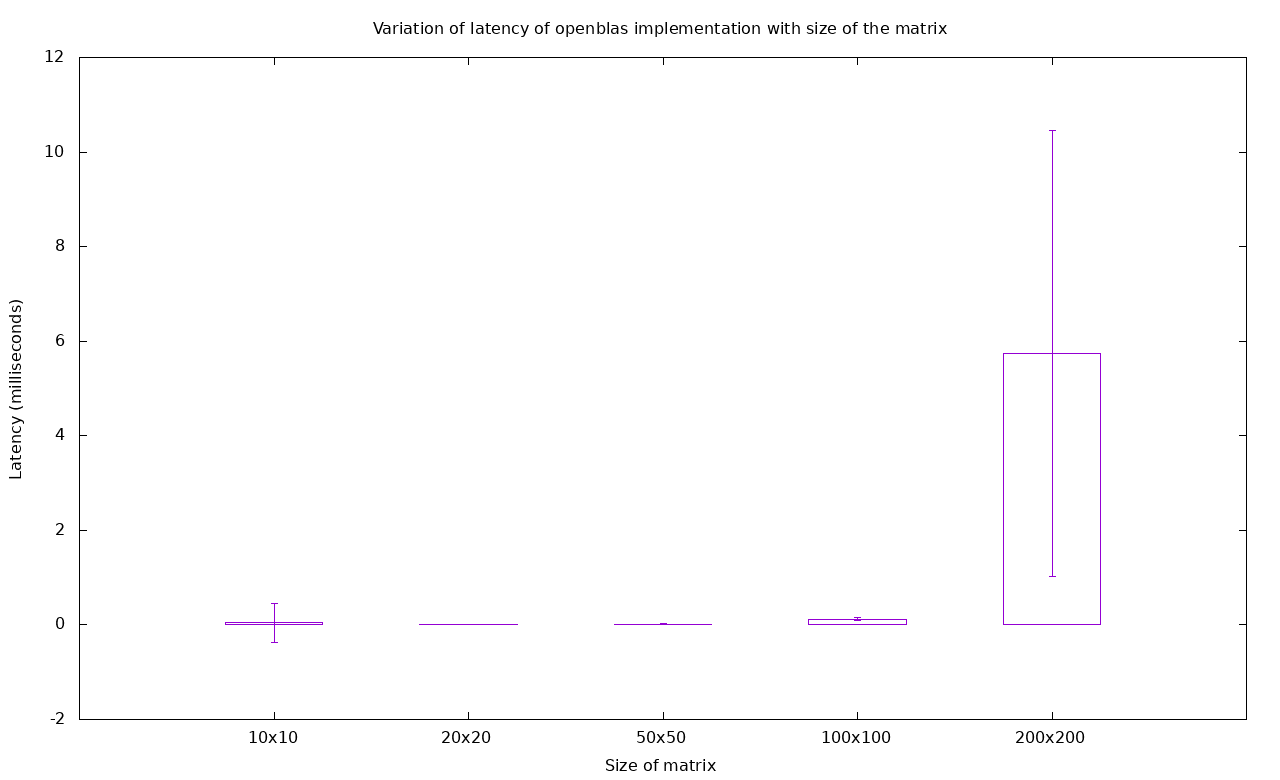 Variation of latency of openblas implementation with size of the matrix
12
10
8
6
4
2
0
-2
Latency (milliseconds)
10x10 20x20 50x50 100x100 200x200
Size of matrix